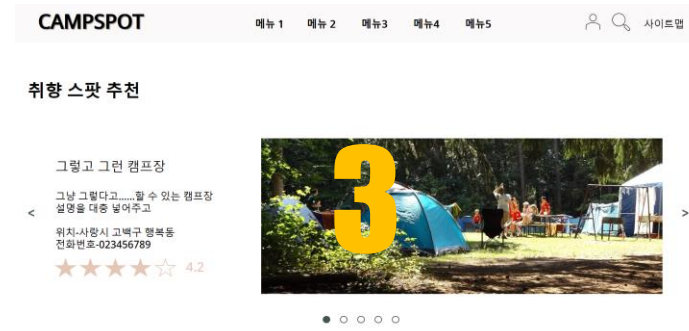 CAMPSPOT
메뉴 1 메뉴 2 메뉴3 메뉴4 메뉴5 사이트맵
취향 스팟 추천
그렇고 그런 캠프장
그냥 그렇다고......할 수 있는 캠프장
설명을 대충 넣어주고
위치-사랑시 고백구 행복동
전화번호-023456789
4.2
3
< >